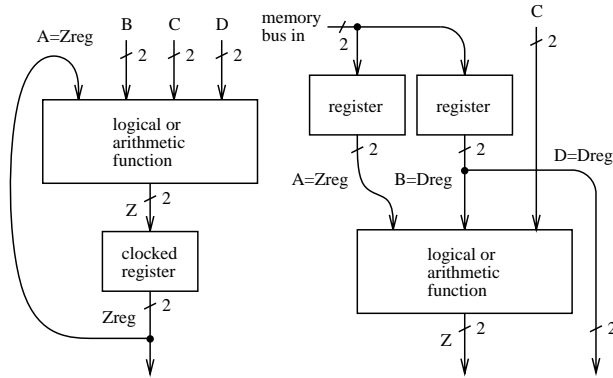 A=Zreg
B
C
D
2
2
2
logical or
arithmetic
function
Z
2
clocked
register
Zreg
2
memory
bus in
2
C
2
register
register
2
2
A=Zreg
B=Dreg
D=Dreg
logical or
arithmetic
function
Z
2
2